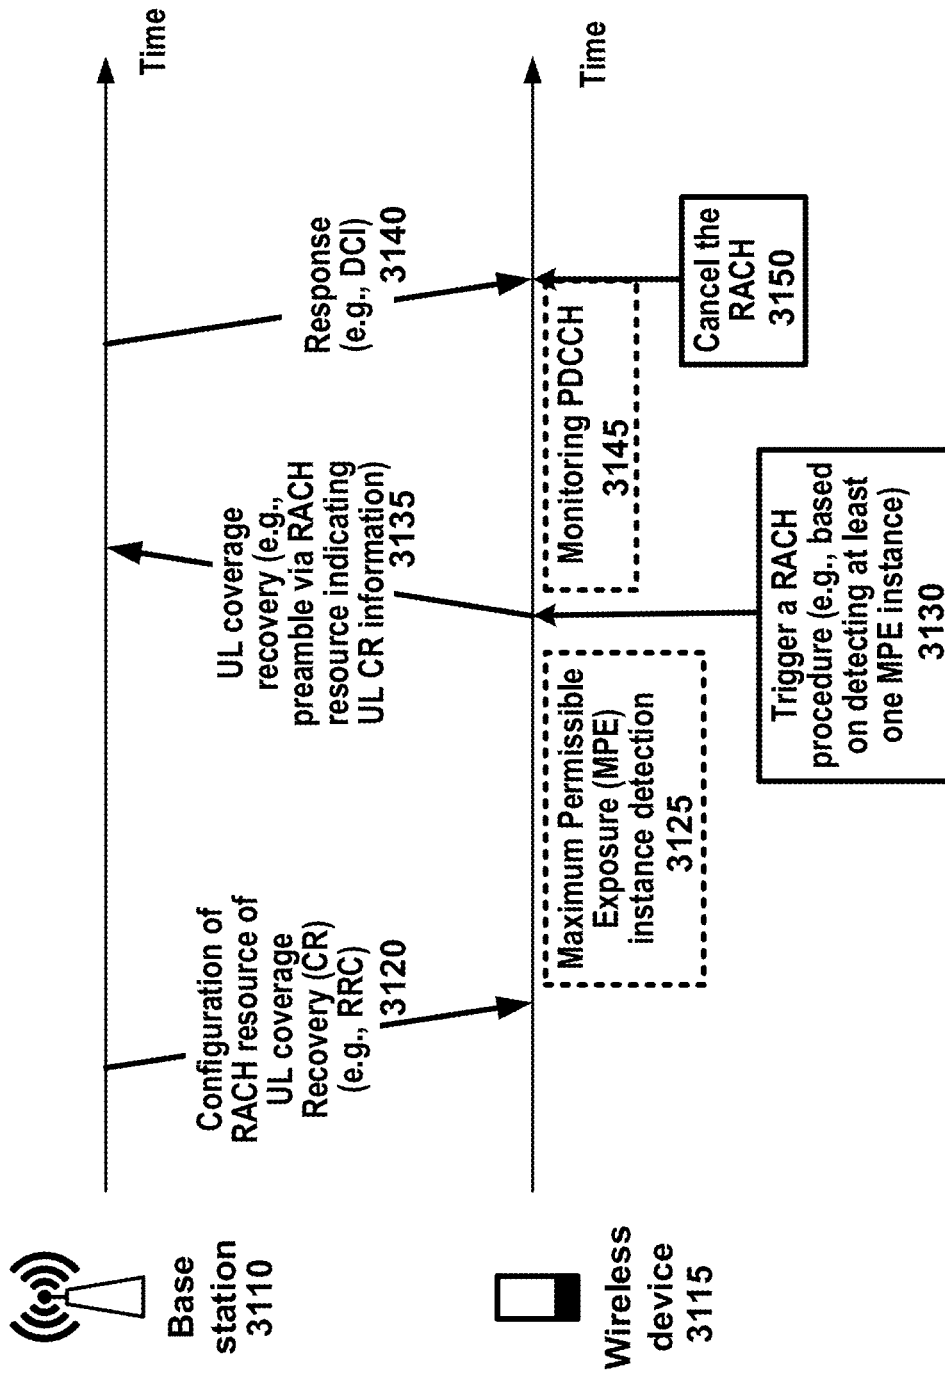 Base
station
3110
Configuration of
RACH resource of
UL coverage
Recovery (CR)
(e.g., RRC)
3120
UL coverage
recovery (e.g.,
preamble via RACH
resource indicating
UL CR information)
3135
Response
(e.g., DCI)
3140
Time
Wireless
device
3115
Maximum Permissible
Exposure (MPE)
instance detection
3125
Monitoring PDCCH
3145
Time
Trigger a RACH
procedure (e.g., based
on detecting at least
one MPE instance)
3130
Cancel the
RACH
3150